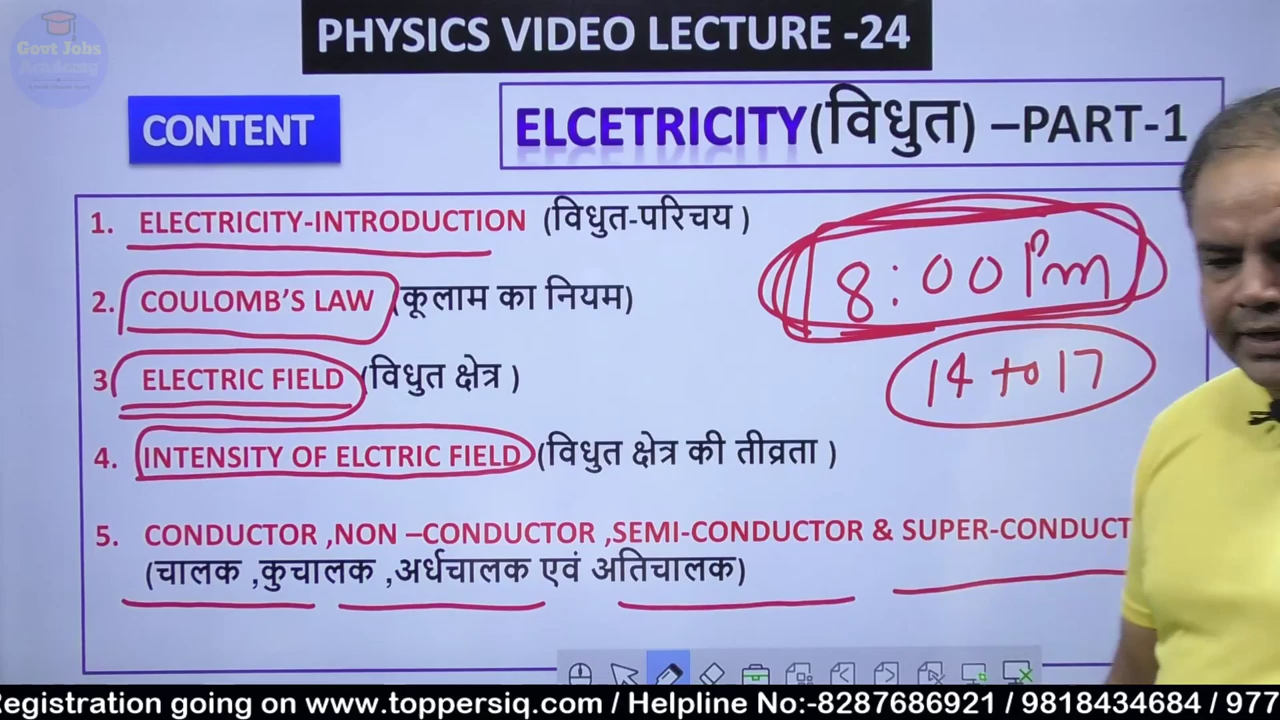 Govt Jobs
Academy
PHYSICS VIDEO LECTURE -24
CONTENT
ELCETRICITY(विधुत) –PART-1
1. ELECTRICITY-INTRODUCTION (विधुत-परिचय )
2. COULOMB'S LAW (कूलाम का नियम)
3 ELECTRIC FIELD (विधुत क्षेत्र )
4. INTENSITY OF ELCTRIC FIELD (विधुत क्षेत्र की तीव्रता )
5. CONDUCTOR ,NON –CONDUCTOR ,SEMI-CONDUCTOR & SUPER-CONDUCT
(चालक ,कुचालक ,अर्धचालक एवं अतिचालक)
8:00 Pm
14 to 17
Registration going on www.toppersiq.com / Helpline No:-8287686921 / 9818434684 / 977